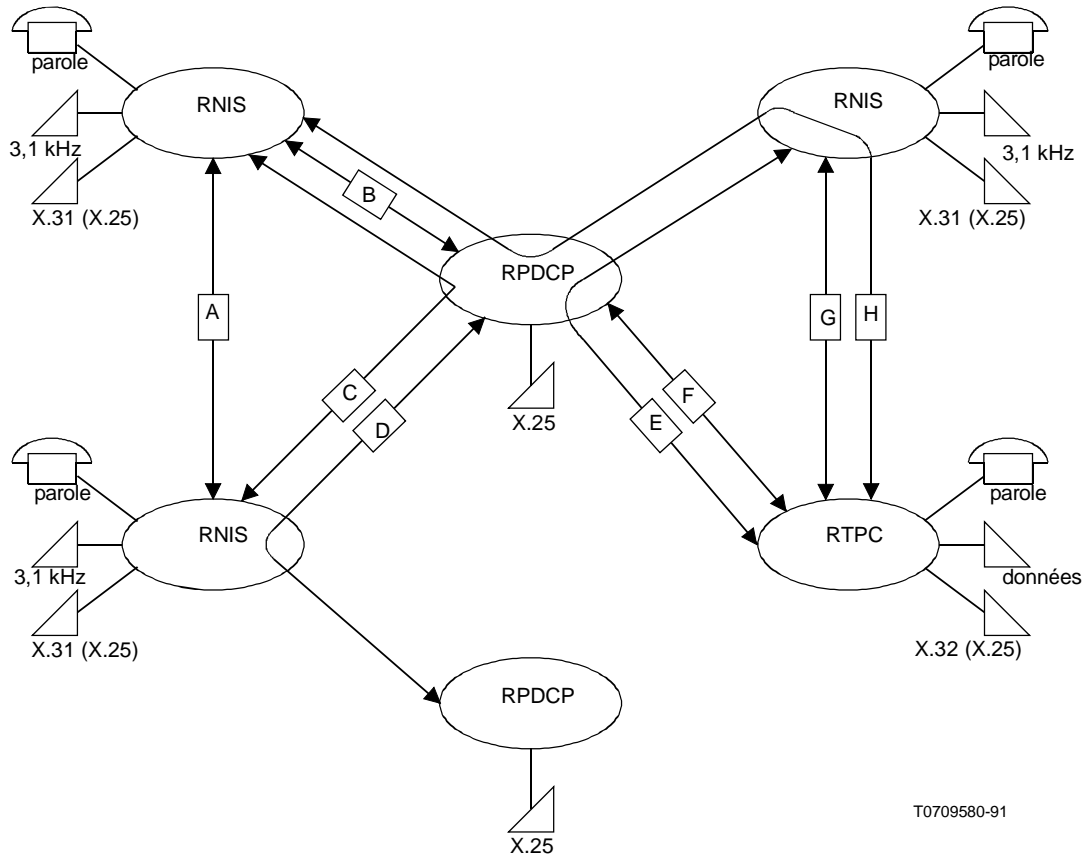 parole
RNIS
3,1 kHz
X.31 (X.25)
B
RPDCP
X.25
parole
RNIS
3,1 kHz
X.31 (X.25)
A
G
H
C
D
F
E
parole
RNIS
3,1 kHz
X.31 (X.25)
parole
RTPC
données
X.32 (X.25)
RPDCP
X.25
T0709580-91